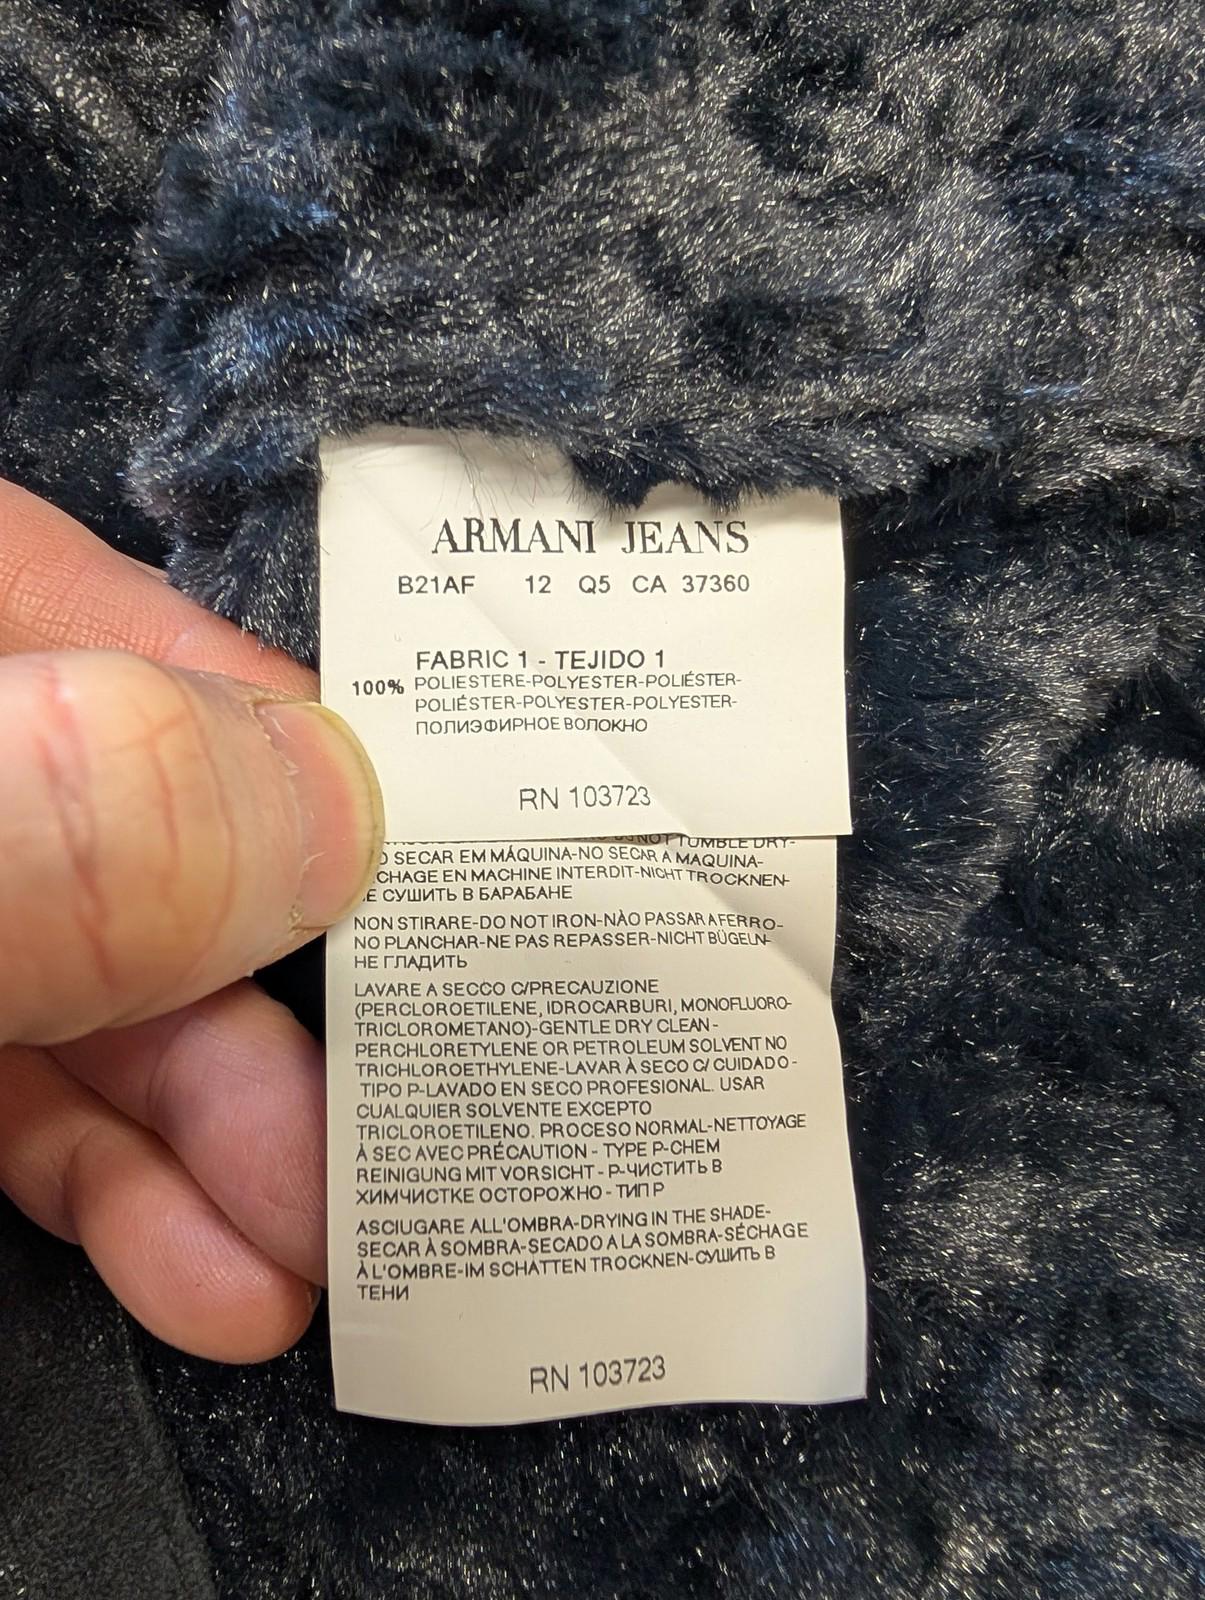 ARMANI JEANS
B21AF 12 Q5 CA 37360
FABRIC 1 - TEJIDO 1
100% POLIESTERE-POLYESTER-POLIÉSTER-
POLIÉSTER-POLYESTER-POLYESTER-
ПОЛИЭФИРНОЕ ВОЛОКНО
RN 103723
NOT TUMBLE DRY-
SECAR EM MÁQUINA-NO SECAR A MAQUINA-
CHAGE EN MACHINE INTERDIT-NICHT TROCKNEN-
СУШИТЬ В БАРАБАНЕ
NON STIRARE-DO NOT IRON-NÀO PASSAR A FERRO-
NO PLANCHAR-NE PAS REPASSER-NICHT BÜGELN-
НЕ ГЛАДИТЬ
LAVARE A SECCO C/PRECAUZIONE
(PERCLOROETILENE, IDROCARBURI, MONOFLUORO-
TRICLOROMETANO)-GENTLE DRY CLEAN-
PERCHLORETYLENE OR PETROLEUM SOLVENT NO
TRICHLOROETHYLENE-LAVAR À SECO C/ CUIDADO-
TIPO P-LAVADO EN SECO PROFESIONAL. USAR
CUALQUIER SOLVENTE EXCEPTO
TRICLOROETILENO. PROCESO NORMAL-NETTOYAGE
À SEC AVEC PRÉCAUTION - TYPE P-CHEM
REINIGUNG MIT VORSICHT - P-ЧИСТИТЬ В
ХИМЧИСТКЕ ОСТОРОЖНО - ТИП P
ASCIUGARE ALL'OMBRA-DRYING IN THE SHADE-
SECAR À SOMBRA-SECADO A LA SOMBRA-SÉCHAGE
À L'OMBRE-IM SCHATTEN TROCKNEN-СУШИТЬ В
ТЕНИ
RN 103723